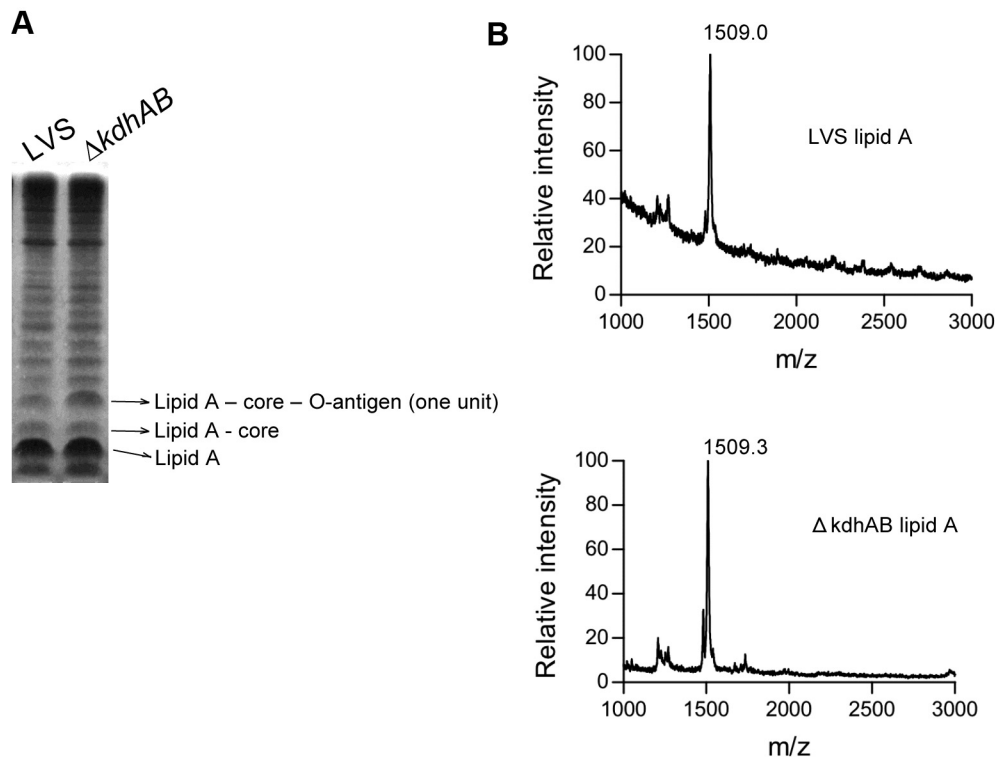 A
LVS
ΔkdhAB
Lipid A – core – O-antigen (one unit)
Lipid A - core
Lipid A
B
1509.0
100
80
60
40
20
0
Relative intensity
LVS lipid A
1000 1500 2000 2500 3000
m/z
1509.3
100
80
60
40
20
0
Relative intensity
Δ kdhAB lipid A
1000 1500 2000 2500 3000
m/z